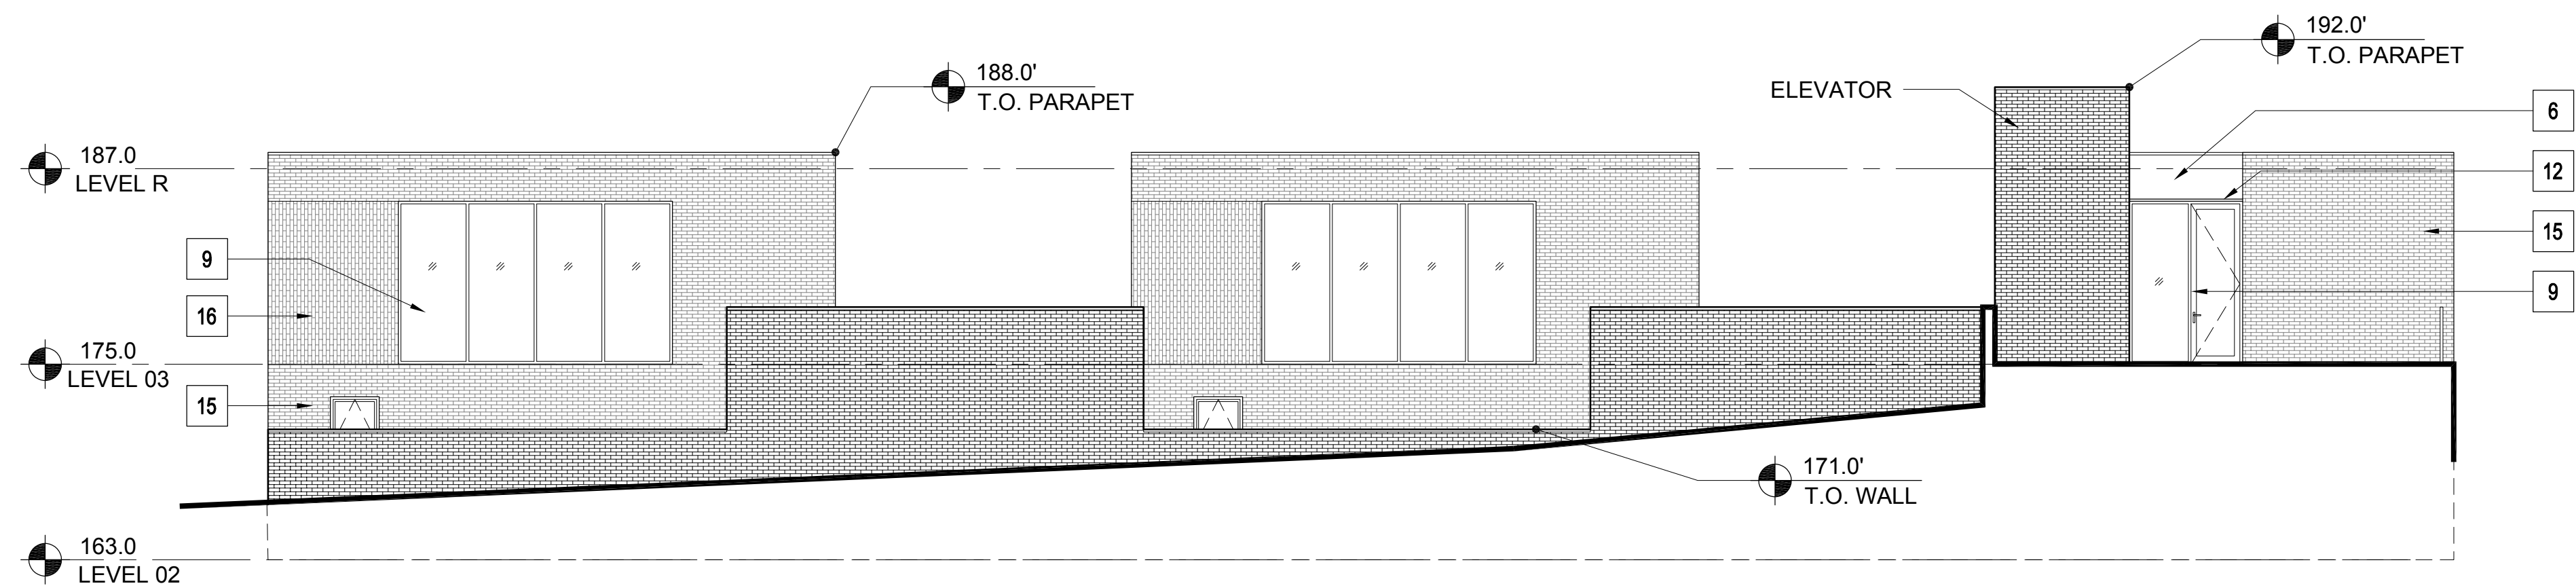 192.0'
T.O. PARAPET
188.0'
T.O. PARAPET
ELEVATOR
6
187.0
LEVEL R
12
15
9
9
16
175.0
LEVEL 03
15
171.0'
T.O. WALL
163.0
LEVEL 02